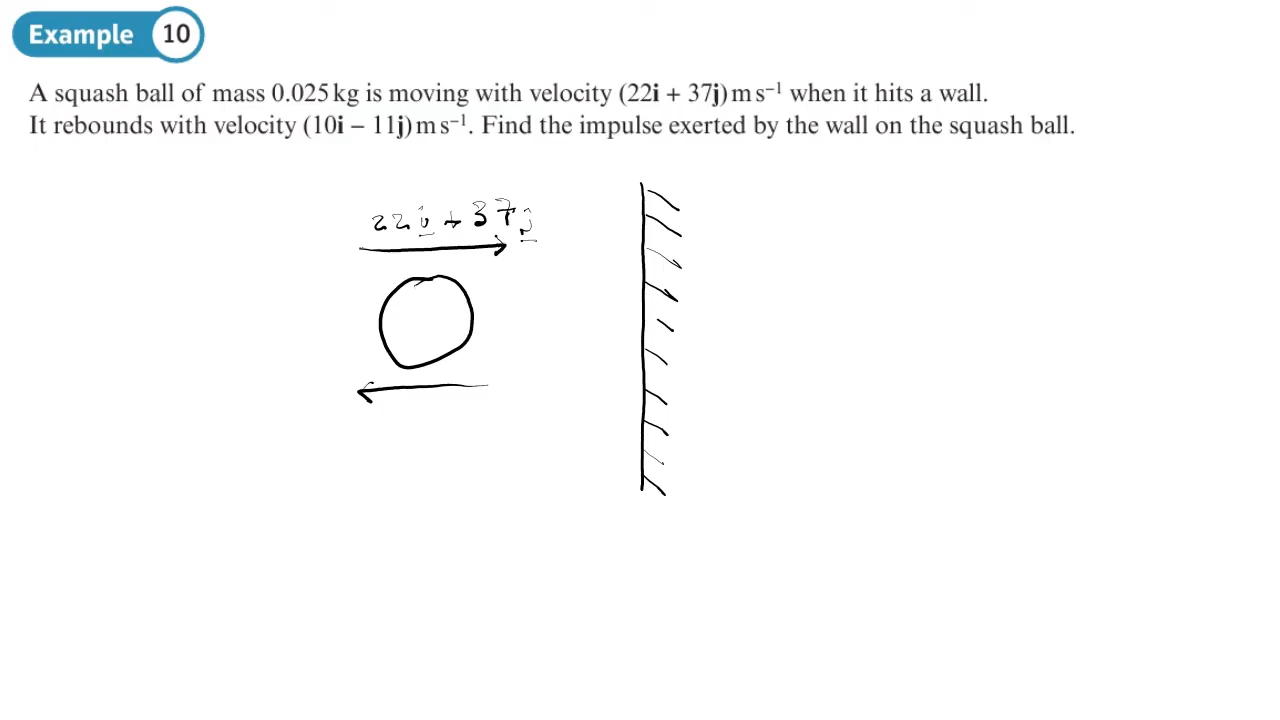 Example 10
A squash ball of mass 0.025 kg is moving with velocity (22i + 37j) m s⁻¹ when it hits a wall.
It rebounds with velocity (10i − 11j) m s⁻¹. Find the impulse exerted by the wall on the squash ball.
22i + 37j